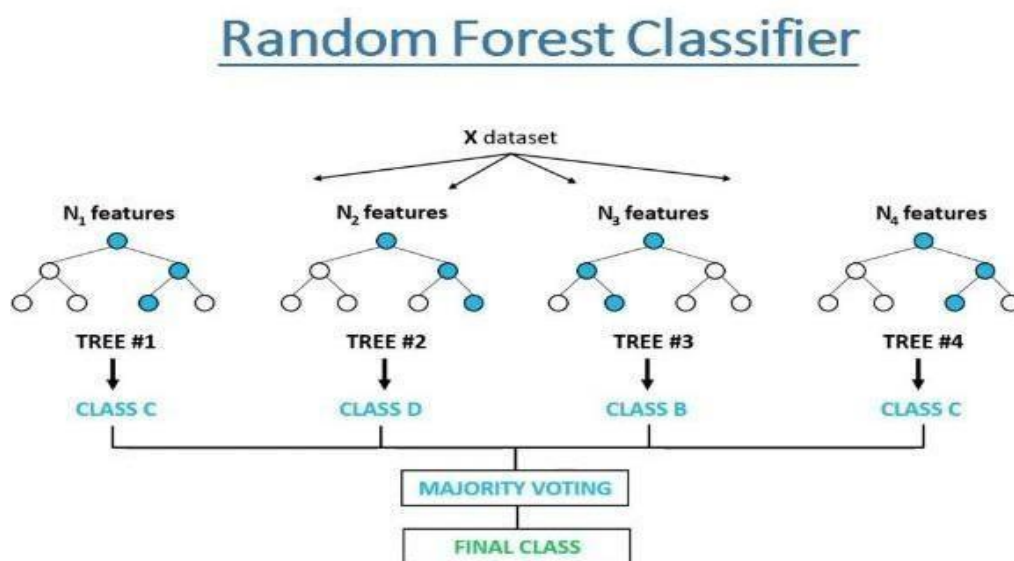 Random Forest Classifier
X dataset
N₁ features
N₂ features
N₃ features
N₄ features
TREE #1
TREE #2
TREE #3
TREE #4
CLASS C
CLASS D
CLASS B
CLASS C
MAJORITY VOTING
FINAL CLASS